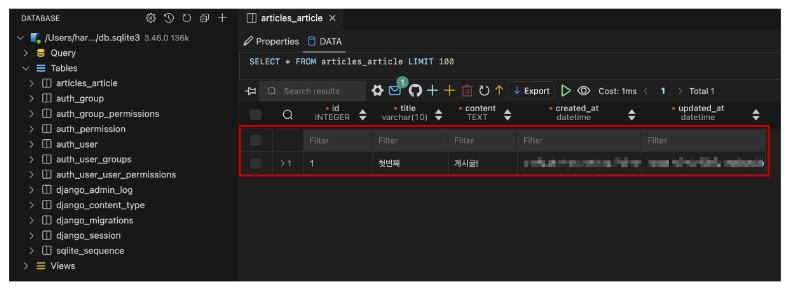 DATABASE
articles_article ×
/Users/har.../db.sqlite3 3.46.0 136k
Query
Tables
articles_article
auth_group
auth_group_permissions
auth_permission
auth_user
auth_user_groups
auth_user_user_permissions
django_admin_log
django_content_type
django_migrations
django_session
sqlite_sequence
Views
Properties DATA
SELECT * FROM articles_article LIMIT 100
Search results 1 Export Cost: 1ms < 1 > Total 1
* id * title * content * created_at * updated_at
INTEGER varchar(10) TEXT datetime datetime
Filter Filter Filter Filter Filter
>1 1 첫번째 게시글!